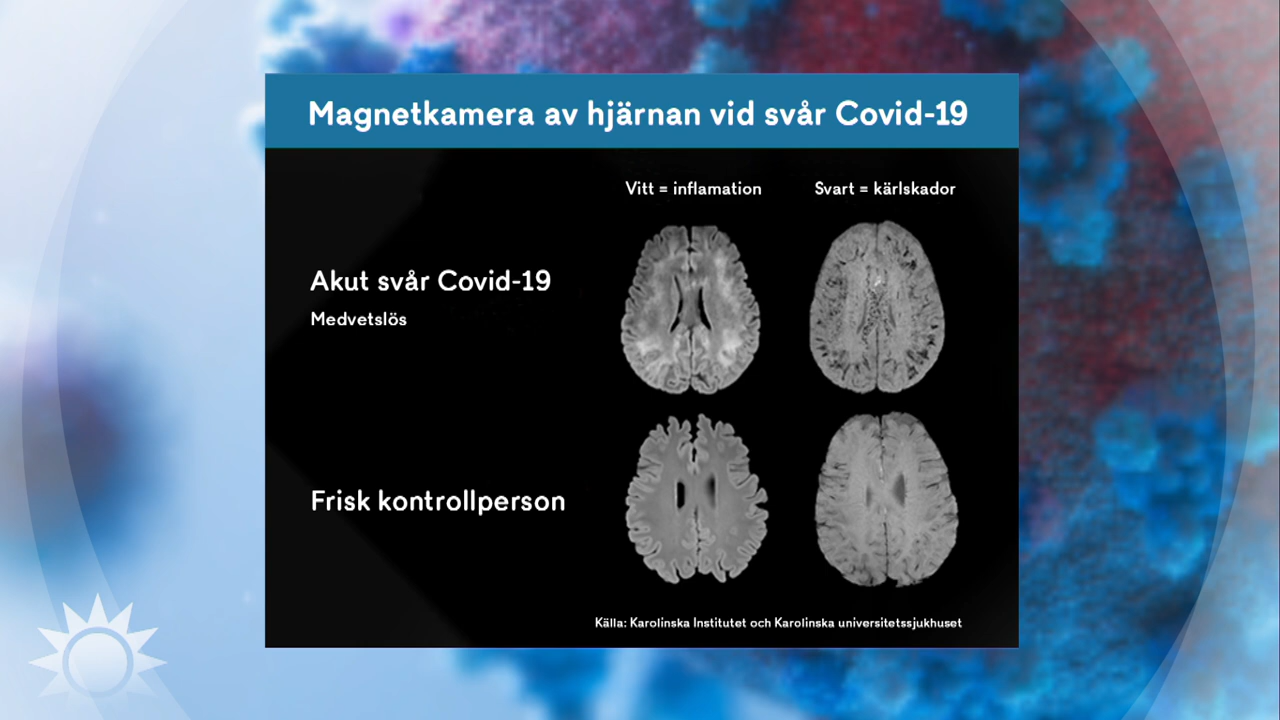 Magnetkamera av hjärnan vid svår Covid-19
Vitt = inflamation
Svart = kärlskador
Akut svår Covid-19
Medvetslös
Frisk kontrollperson
Källa: Karolinska Institutet och Karolinska universitetssjukhuset